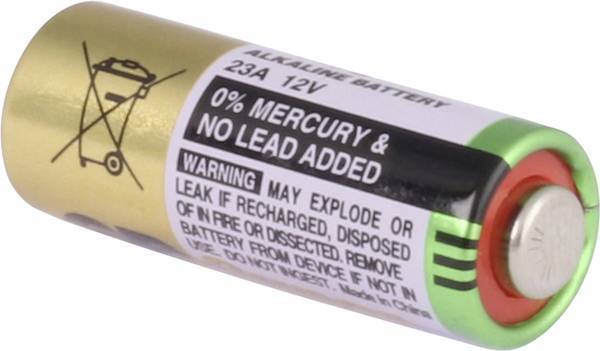 ALKALINE BATTERY
23A 12V
0% MERCURY &
NO LEAD ADDED
WARNING MAY EXPLODE OR
LEAK IF RECHARGED, DISPOSED
OF IN FIRE OR DISSECTED. REMOVE
BATTERY FROM DEVICE IF NOT IN
USE. DO NOT INGEST. Made in China